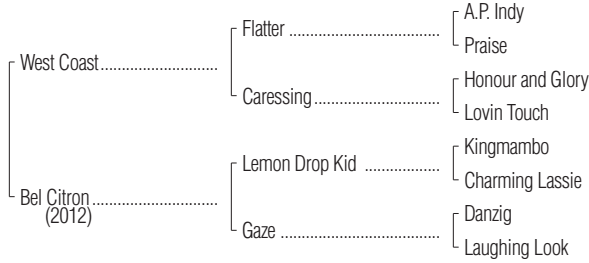 A.P. Indy
Flatter
Praise
West Coast
Honour and Glory
Caressing
Lovin Touch
Kingmambo
Lemon Drop Kid
Charming Lassie
Bel Citron
(2012)
Danzig
Gaze
Laughing Look